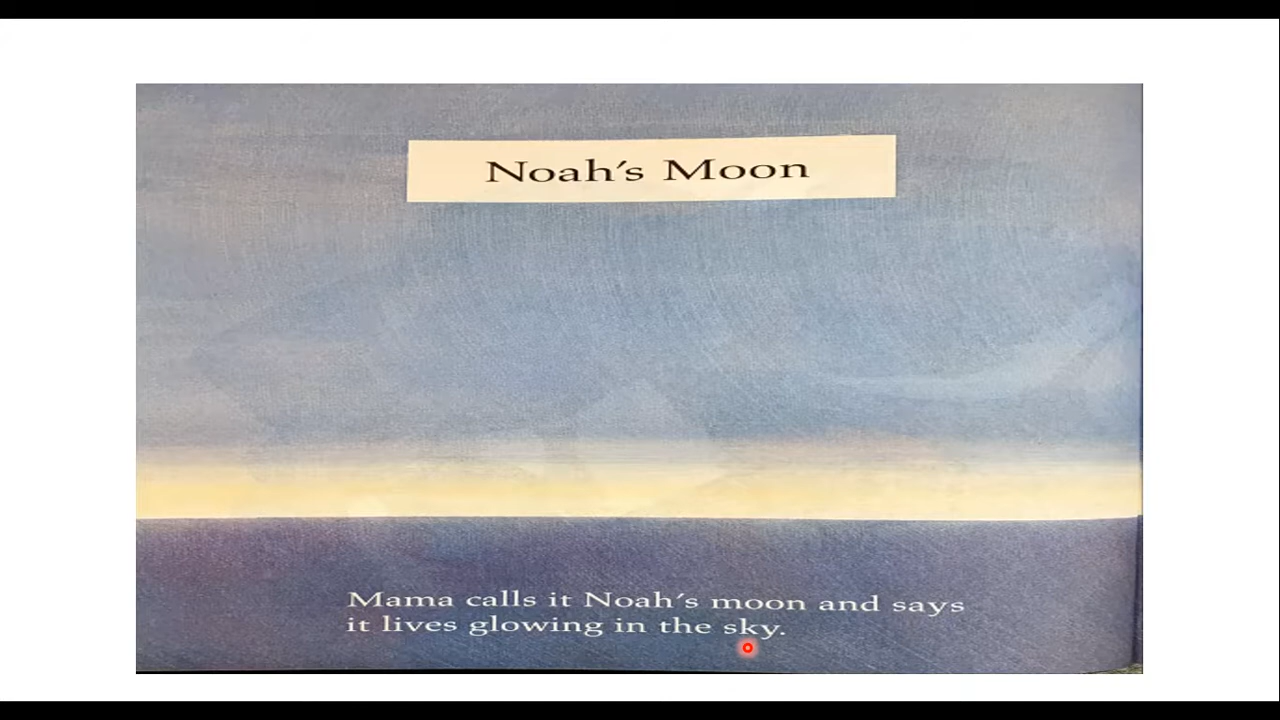 Noah's Moon
Mama calls it Noah's moon and says
it lives glowing in the sky.